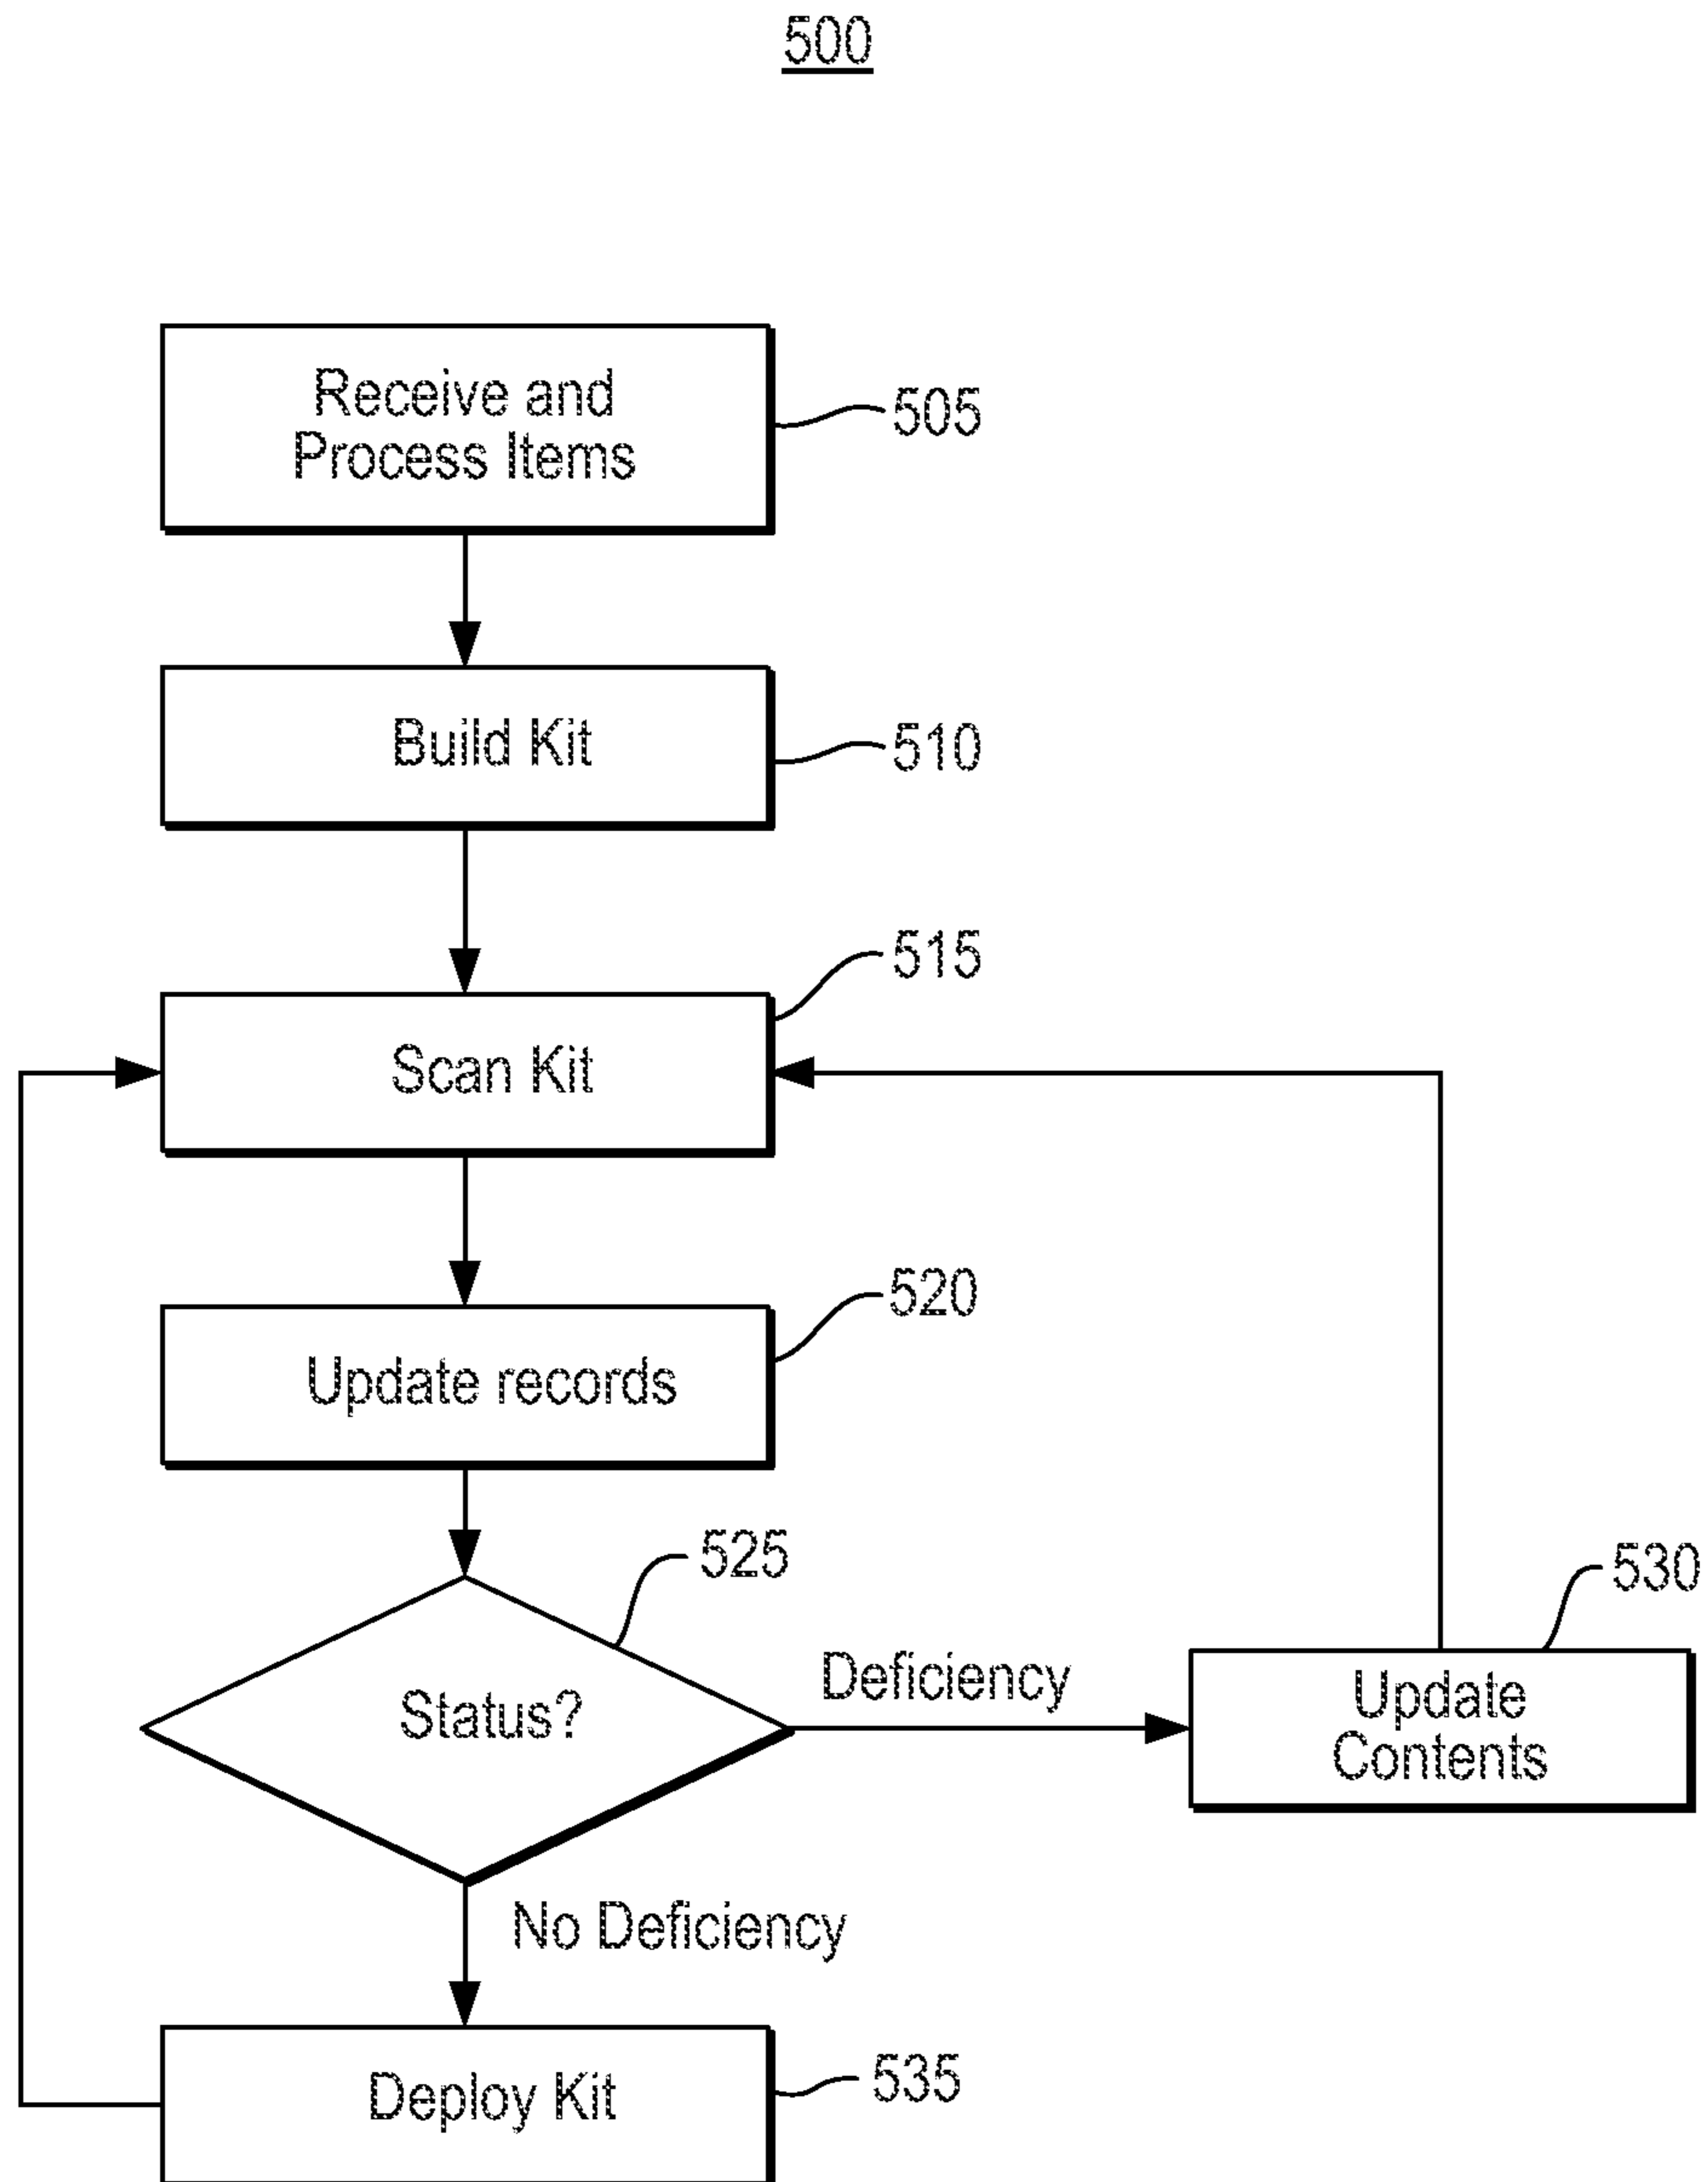 500
Receive and
Process Items
505
Build Kit
510
515
Scan Kit
520
Update records
525
530
Status?
Deficiency
Update
Contents
No Deficiency
Deploy Kit
535